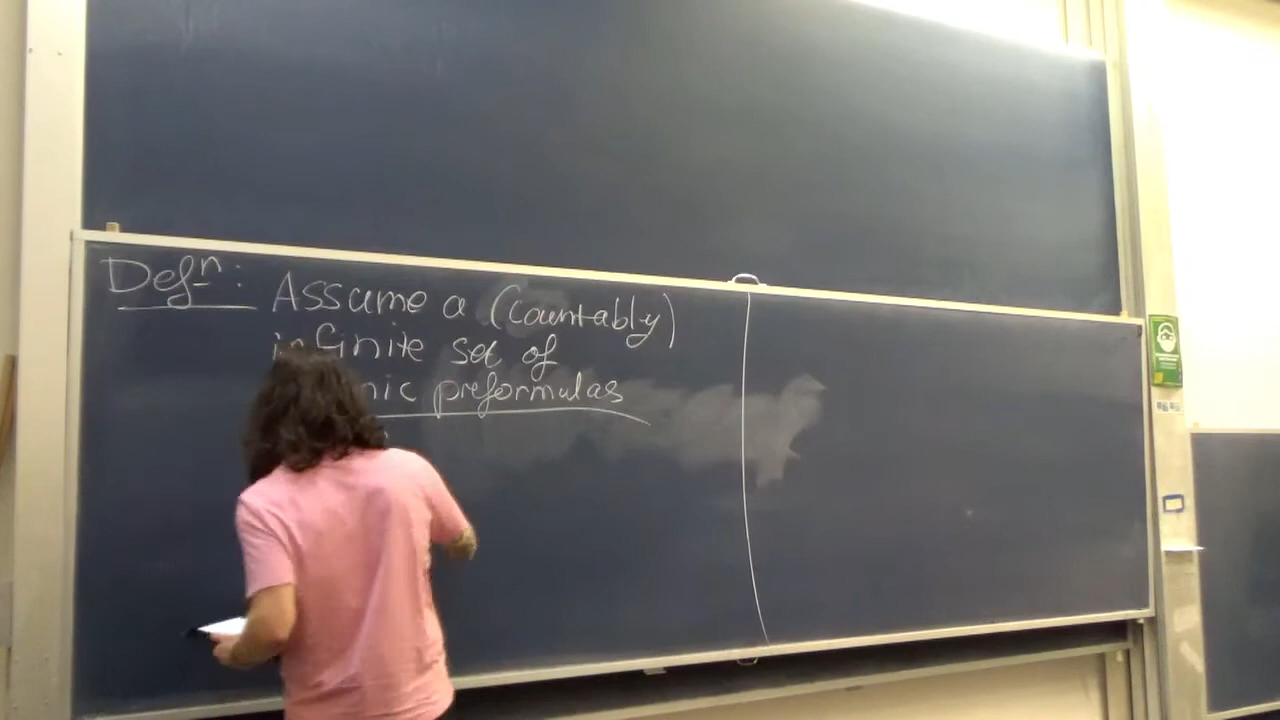 Defⁿ: Assume a (countably)
infinite set of
preformulas